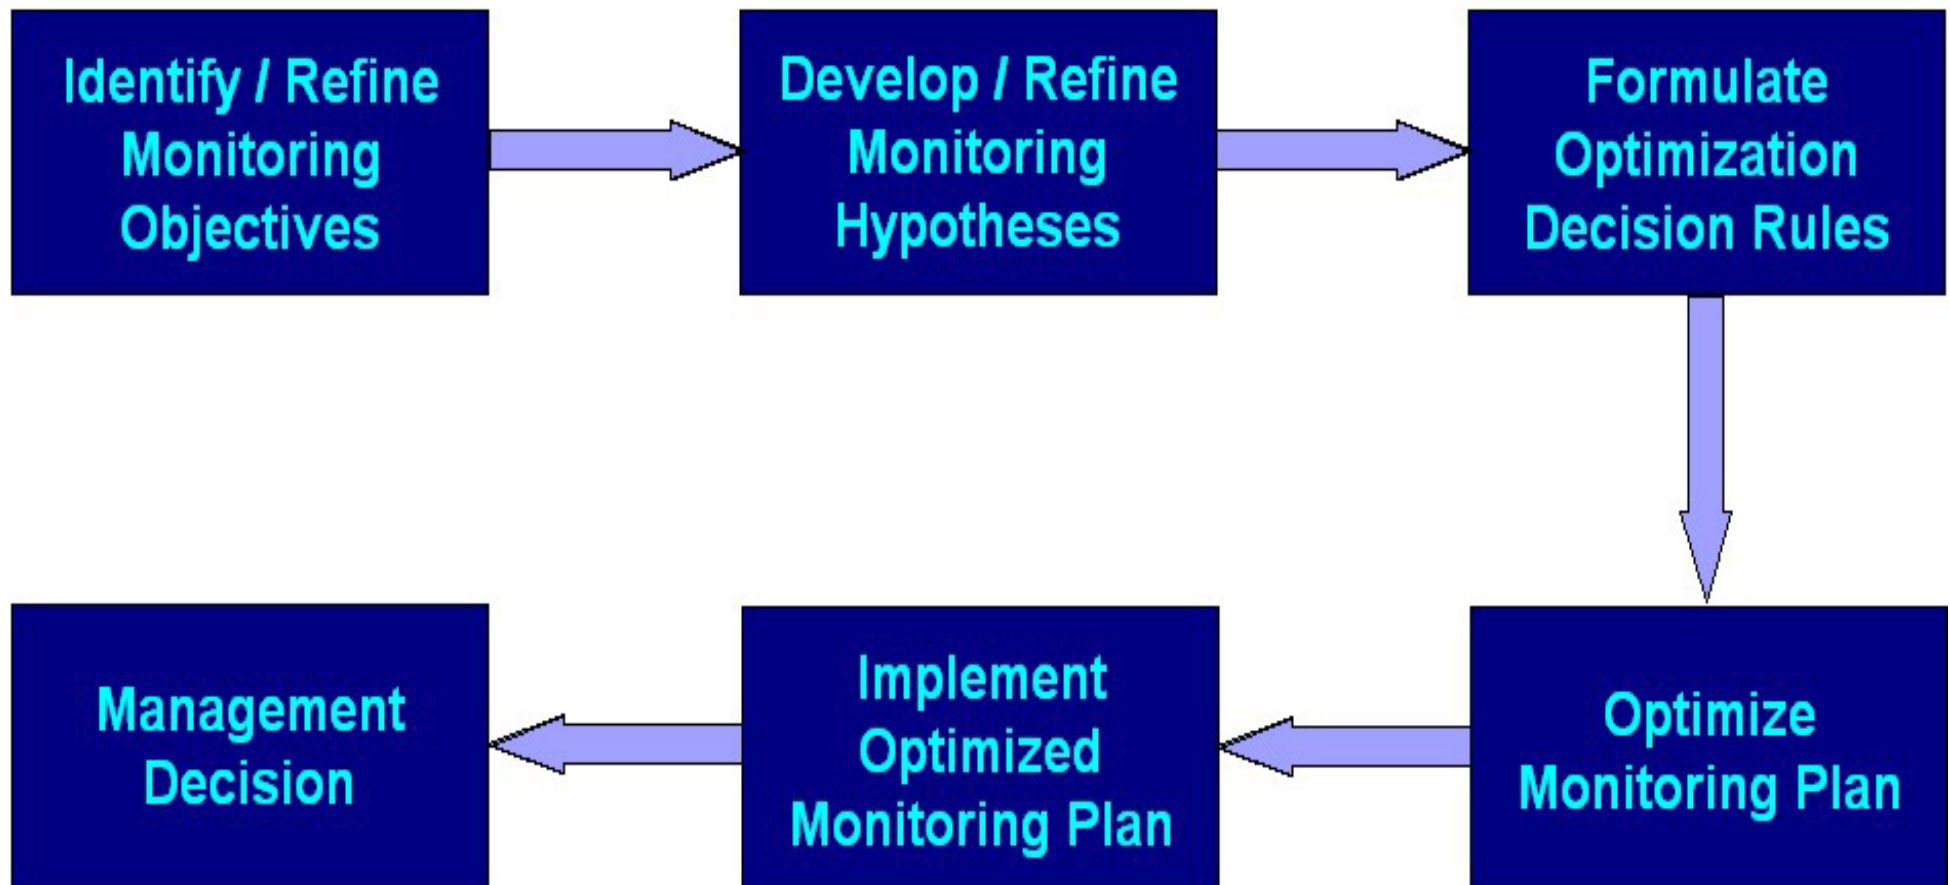 Identify / Refine
Monitoring
Objectives
Develop / Refine
Monitoring
Hypotheses
Formulate
Optimization
Decision Rules
Optimize
Monitoring Plan
Implement
Optimized
Monitoring Plan
Management
Decision